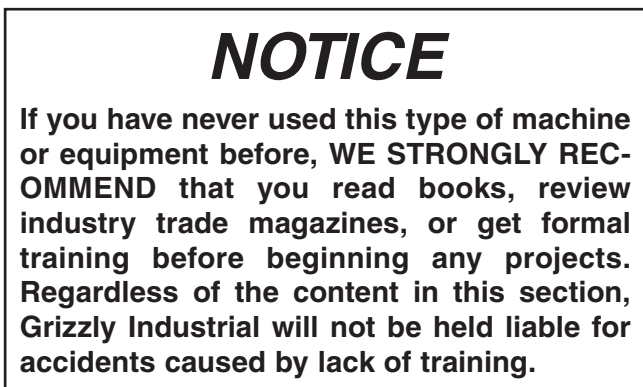 NOTICE
If you have never used this type of machine
or equipment before, WE STRONGLY REC-
OMMEND that you read books, review
industry trade magazines, or get formal
training before beginning any projects.
Regardless of the content in this section,
Grizzly Industrial will not be held liable for
accidents caused by lack of training.